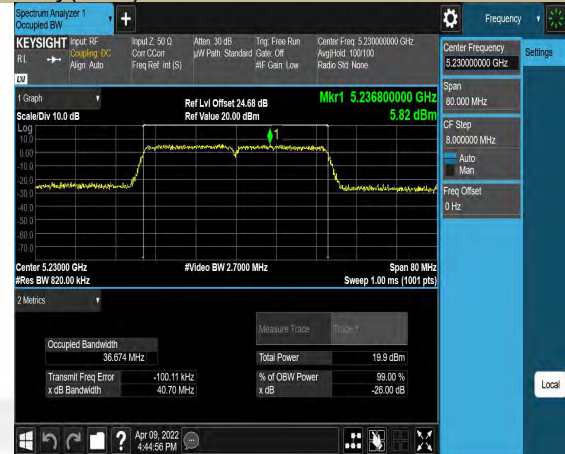 Spectrum Analyzer 1
Occupied BW
+
Frequency
KEYSIGHT
RL
LXI
Input: RF
Coupling: DC
Align: Auto
Input Z: 50 Ω
Corr CCorr
Freq Ref: Int (S)
Atten: 30 dB
µW Path: Standard
Trig: Free Run
Gate: Off
#IF Gain: Low
Center Freq: 5.230000000 GHz
Avg|Hold: 100/100
Radio Std: None
Center Frequency
5.230000000 GHz
Settings
Span
80.000 MHz
CF Step
8.000000 MHz
Auto
Man
Freq Offset
0 Hz
1 Graph
Scale/Div 10.0 dB
Ref Lvl Offset 24.68 dB
Ref Value 20.00 dBm
Mkr1 5.236800000 GHz
5.82 dBm
Log
10.0
0.00
-10.0
-20.0
-30.0
-40.0
-50.0
-60.0
-70.0
1
Center 5.23000 GHz
#Video BW 2.7000 MHz
Span 80 MHz
#Res BW 820.00 kHz
Sweep 1.00 ms (1001 pts)
2 Metrics
Measure Trace
Trace 1
Occupied Bandwidth
36.674 MHz
Total Power
19.9 dBm
Transmit Freq Error
-100.11 kHz
% of OBW Power
99.00 %
x dB Bandwidth
40.70 MHz
x dB
-26.00 dB
Local
?
Apr 09, 2022
4:44:56 PM